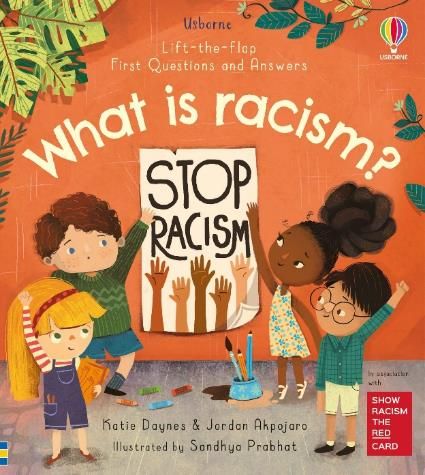 Usborne
USBORNE
Lift-the-flap
First Questions and Answers
What is racism?
STOP
RACISM
Katie Daynes & Jordan Akpojaro
Illustrated by Sandhya Prabhat
In association
with
SHOW
RACISM
THE
RED
CARD